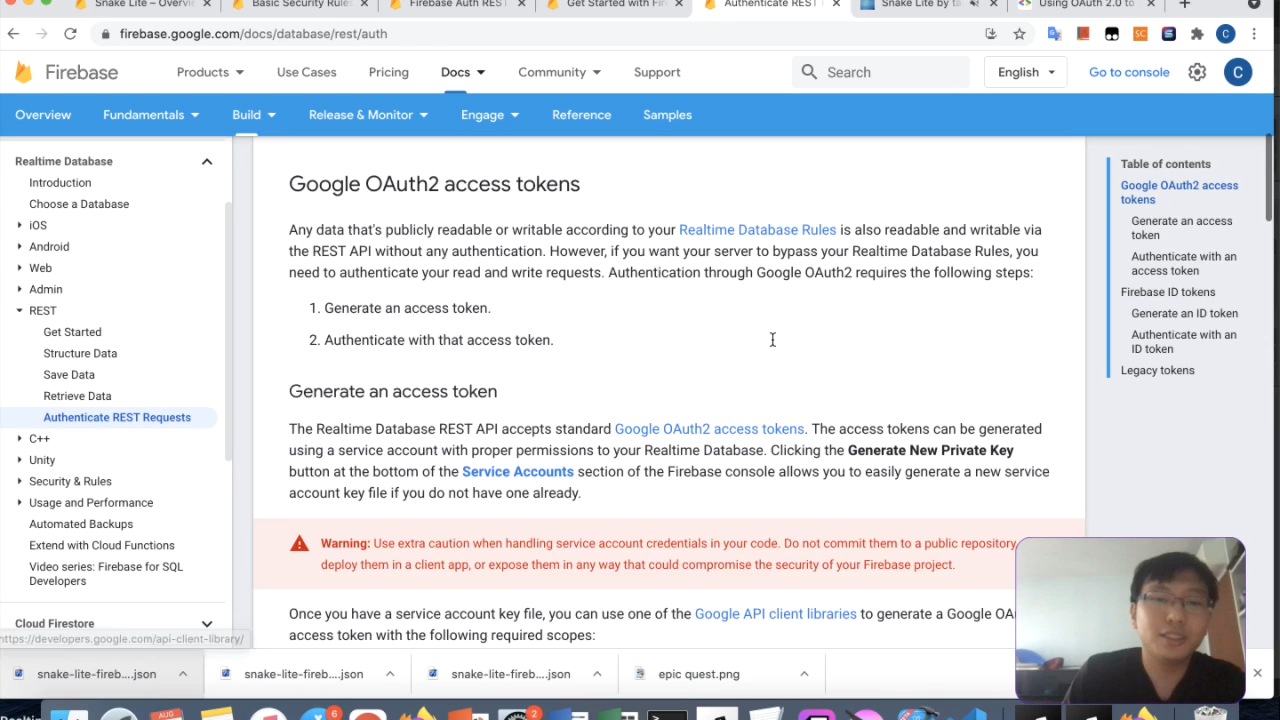 Snake Lite – Overvi
Basic Security Rules
Firebase Auth REST
Get Started with Fir
Authenticate REST
Snake Lite by ta
Using OAuth 2.0 to
firebase.google.com/docs/database/rest/auth
Firebase
Products
Use Cases
Pricing
Docs
Community
Support
Search
English
Go to console
C
Overview
Fundamentals
Build
Release & Monitor
Engage
Reference
Samples
Realtime Database
Introduction
Choose a Database
iOS
Android
Web
Admin
REST
Get Started
Structure Data
Save Data
Retrieve Data
Authenticate REST Requests
C++
Unity
Security & Rules
Usage and Performance
Automated Backups
Extend with Cloud Functions
Video series: Firebase for SQL
Developers
Cloud Firestore
https://developers.google.com/api-client-library/
Google OAuth2 access tokens
Any data that's publicly readable or writable according to your Realtime Database Rules is also readable and writable via
the REST API without any authentication. However, if you want your server to bypass your Realtime Database Rules, you
need to authenticate your read and write requests. Authentication through Google OAuth2 requires the following steps:
1. Generate an access token.
2. Authenticate with that access token.
Generate an access token
The Realtime Database REST API accepts standard Google OAuth2 access tokens. The access tokens can be generated
using a service account with proper permissions to your Realtime Database. Clicking the Generate New Private Key
button at the bottom of the Service Accounts section of the Firebase console allows you to easily generate a new service
account key file if you do not have one already.
Warning: Use extra caution when handling service account credentials in your code. Do not commit them to a public repository,
deploy them in a client app, or expose them in any way that could compromise the security of your Firebase project.
Once you have a service account key file, you can use one of the Google API client libraries to generate a Google OA
access token with the following required scopes:
Table of contents
Google OAuth2 access
tokens
Generate an access
token
Authenticate with an
access token
Firebase ID tokens
Generate an ID token
Authenticate with an
ID token
Legacy tokens
snake-lite-fireb....json
snake-lite-fireb....json
snake-lite-fireb....json
epic quest.png
AUG
6
2